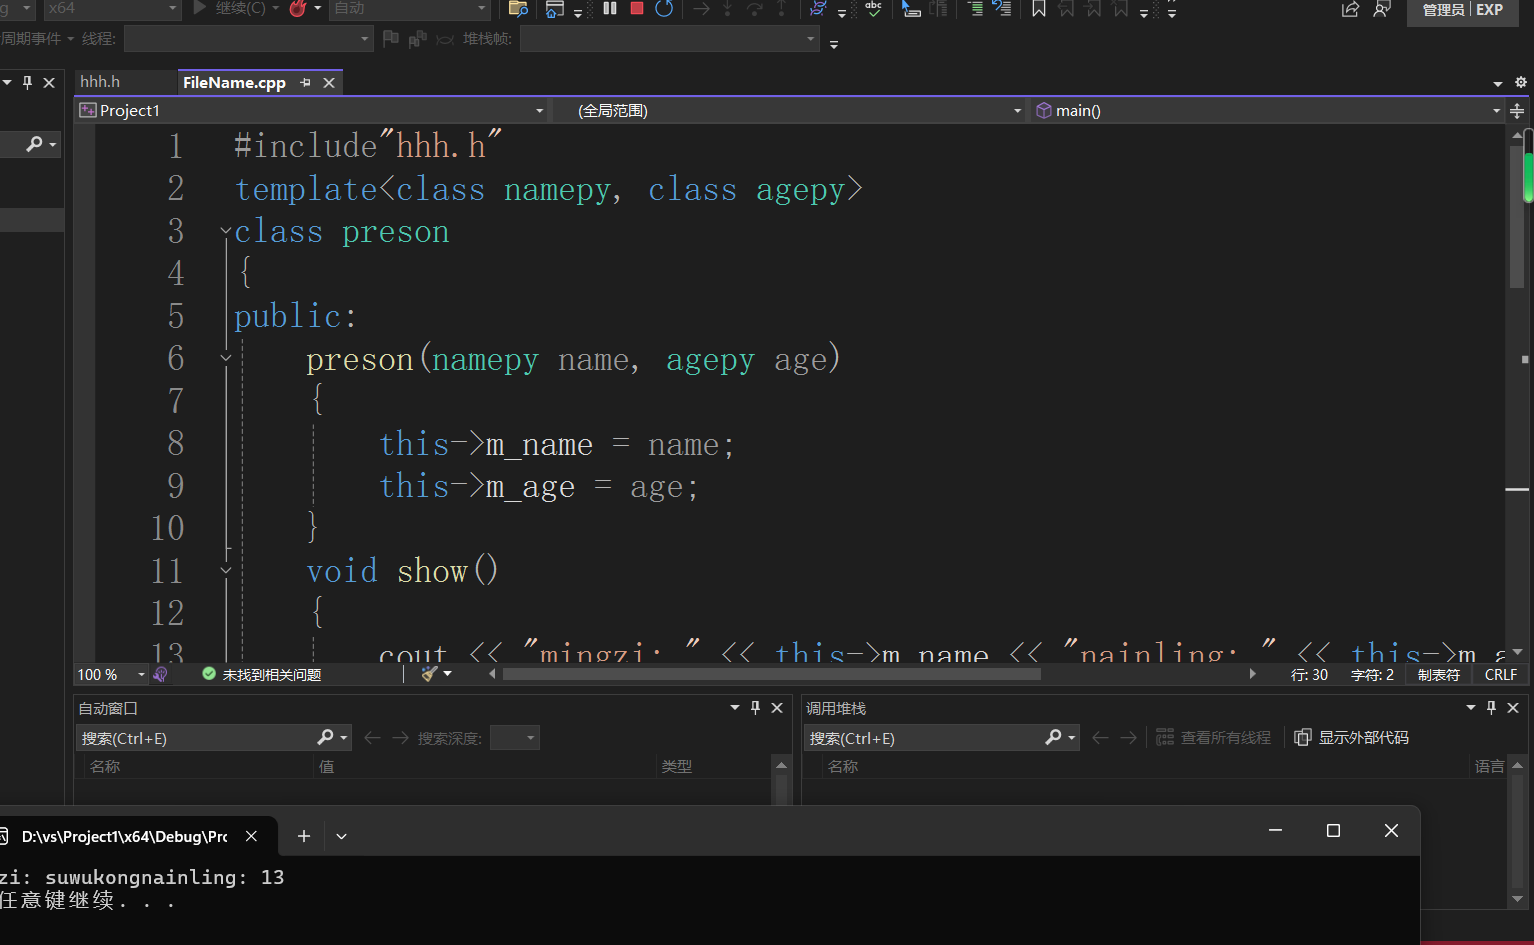 x64 继续(C) 自动 管理员 EXP
周期事件 线程: 堆栈帧:
hhh.h FileName.cpp
Project1 (全局范围) main()
1 #include"hhh.h"
2 template<class namepy, class agepy>
3 class preson
4 {
5 public:
6 preson(namepy name, agepy age)
7 {
8 this->m_name = name;
9 this->m_age = age;
10 }
11 void show()
12 {
13 cout << "mingzi: " << this->m_name << "nainling: " << this->m_a
100 % 未找到相关问题 行: 30 字符: 2 制表符 CRLF
自动窗口
搜索(Ctrl+E) 搜索深度:
名称 值 类型
调用堆栈
搜索(Ctrl+E) 查看所有线程 显示外部代码
名称 语言
D:\vs\Project1\x64\Debug\Prc
zi: suwukongnainling: 13
任意键继续. . .